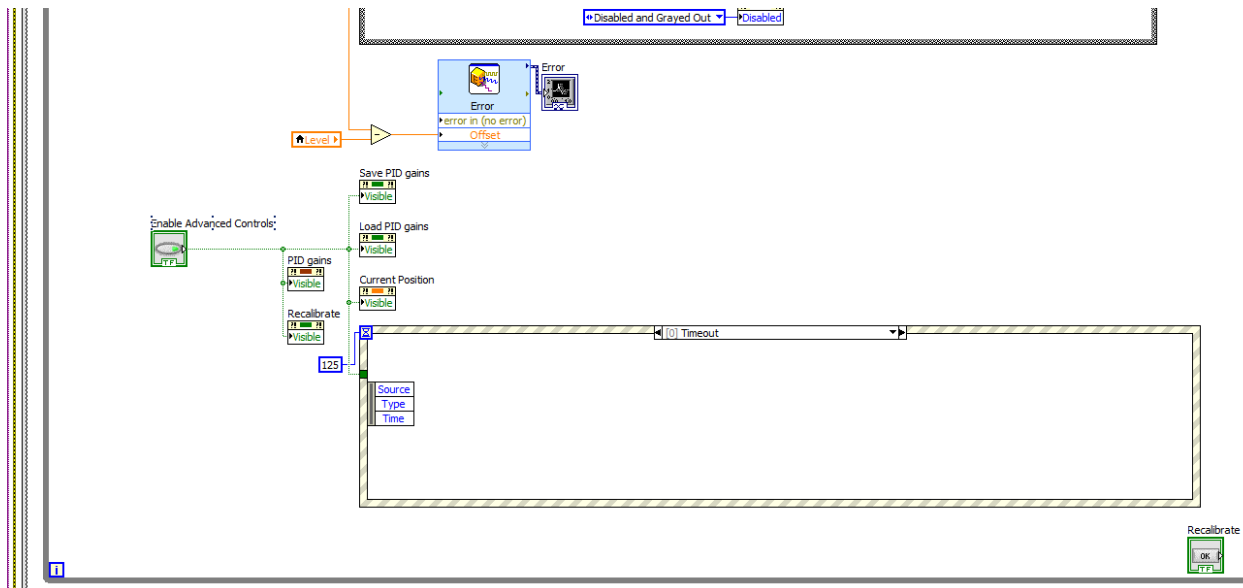 Disabled and Grayed Out
Disabled
Error
Error
error in (no error)
Offset
Level
Save PID gains
?! ?!
Visible
Enable Advanced Controls
TF
Load PID gains
?! ?!
Visible
PID gains
?! ?!
Visible
Current Position
?! ?!
Visible
Recalibrate
?! ?!
Visible
[0] Timeout
125
Source
Type
Time
Recalibrate
OK
TF
i